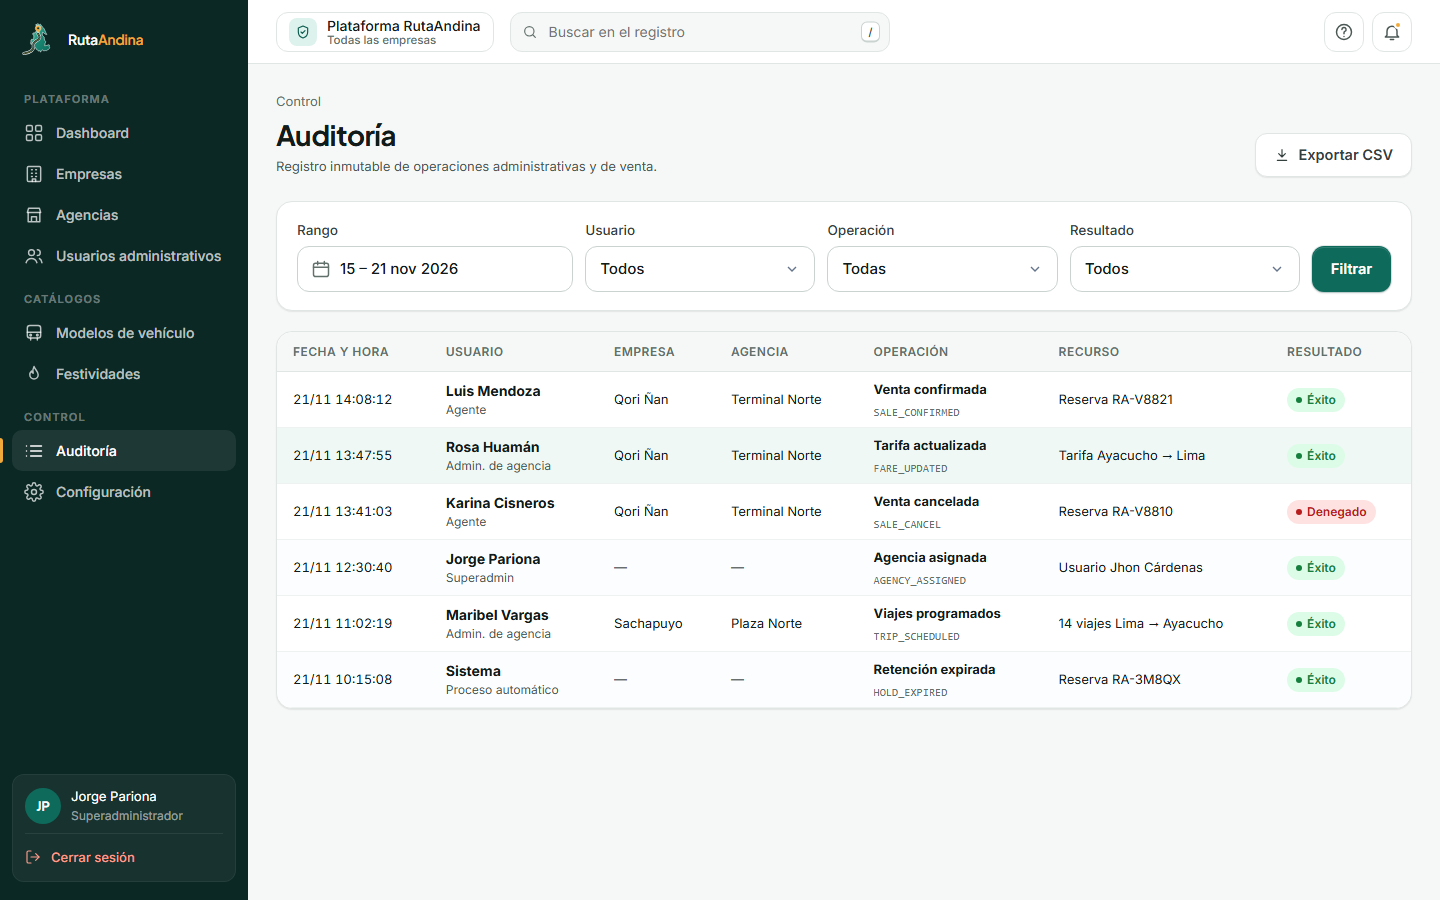 RutaAndina
PLATAFORMA
Dashboard
Empresas
Agencias
Usuarios administrativos
CATÁLOGOS
Modelos de vehículo
Festividades
CONTROL
Auditoría
Configuración
JP
Jorge Pariona
Superadministrador
Cerrar sesión
Plataforma RutaAndina
Todas las empresas
Buscar en el registro
/
Control
Auditoría
Registro inmutable de operaciones administrativas y de venta.
Exportar CSV
Rango
15 – 21 nov 2026
Usuario
Todos
Operación
Todas
Resultado
Todos
Filtrar
FECHA Y HORA USUARIO EMPRESA AGENCIA OPERACIÓN RECURSO RESULTADO
21/11 14:08:12 Luis Mendoza Qori Ñan Terminal Norte Venta confirmada Reserva RA-V8821 Éxito
Agente SALE_CONFIRMED
21/11 13:47:55 Rosa Huamán Qori Ñan Terminal Norte Tarifa actualizada Tarifa Ayacucho → Lima Éxito
Admin. de agencia FARE_UPDATED
21/11 13:41:03 Karina Cisneros Qori Ñan Terminal Norte Venta cancelada Reserva RA-V8810 Denegado
Agente SALE_CANCEL
21/11 12:30:40 Jorge Pariona — — Agencia asignada Usuario Jhon Cárdenas Éxito
Superadmin AGENCY_ASSIGNED
21/11 11:02:19 Maribel Vargas Sachapuyo Plaza Norte Viajes programados 14 viajes Lima → Ayacucho Éxito
Admin. de agencia TRIP_SCHEDULED
21/11 10:15:08 Sistema — — Retención expirada Reserva RA-3M8QX Éxito
Proceso automático HOLD_EXPIRED